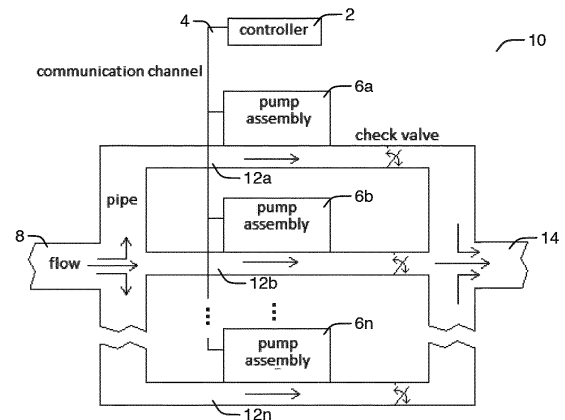 4
controller
2
10
communication channel
pump
assembly
6a
check valve
12a
pipe
pump
assembly
6b
8
flow
14
12b
pump
assembly
6n
12n